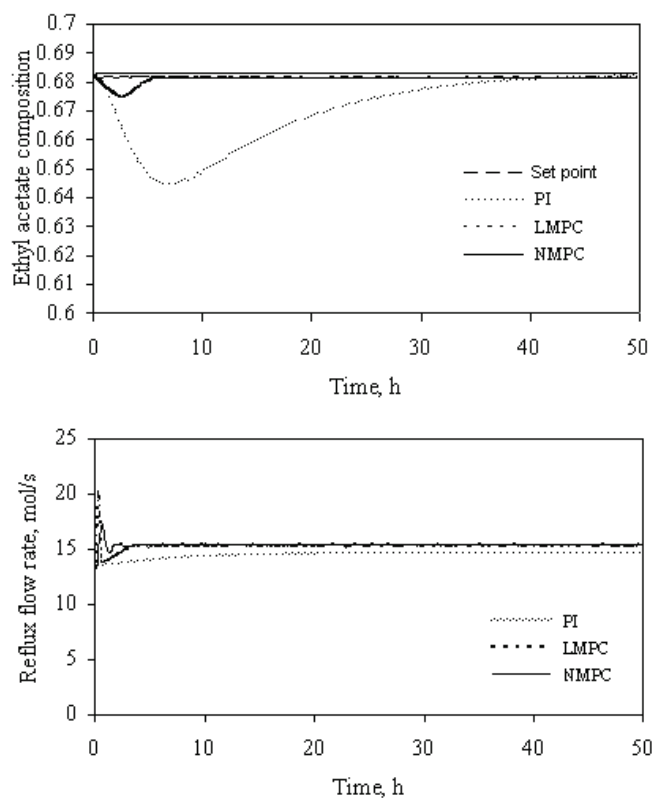 0.7
0.69
0.68
0.67
0.66
0.65
0.64
0.63
0.62
0.61
0.6
Ethyl acetate composition
Set point
PI
LMPC
NMPC
0 10 20 30 40 50
Time, h
25
20
15
10
5
0
Reflux flow rate, mol/s
PI
LMPC
NMPC
0 10 20 30 40 50
Time, h